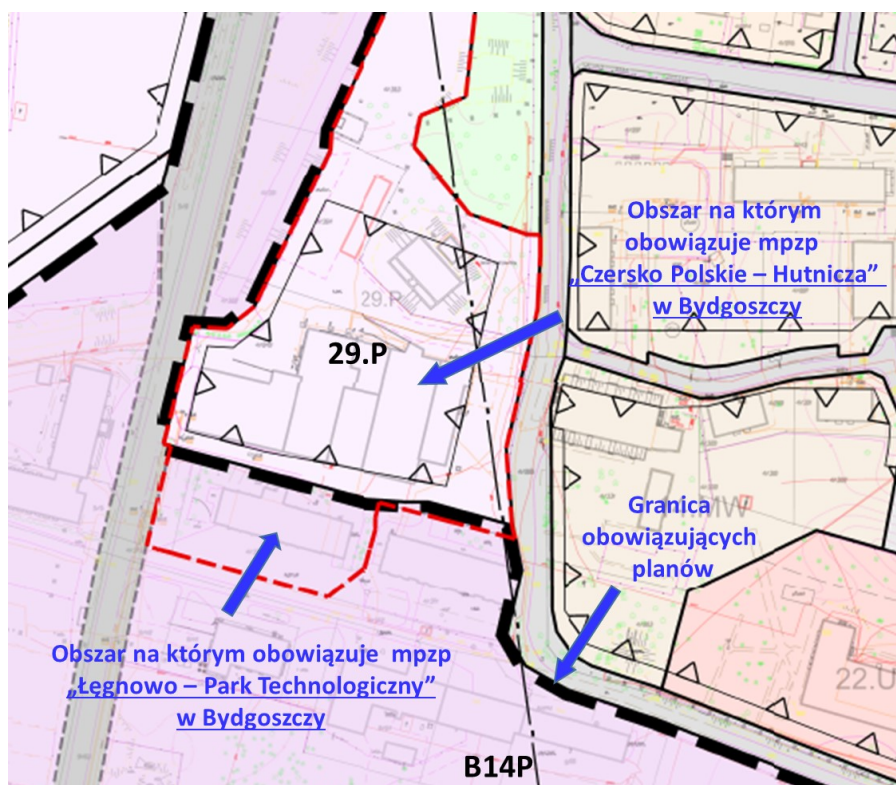 Obszar na którym
obowiązuje mpzp
„Czersko Polskie – Hutnicza”
w Bydgoszczy
29.P
29.P
Granica
obowiązujących
planów
.MW
22.U
Obszar na którym obowiązuje mpzp
„Łęgnowo – Park Technologiczny”
w Bydgoszczy
B14P